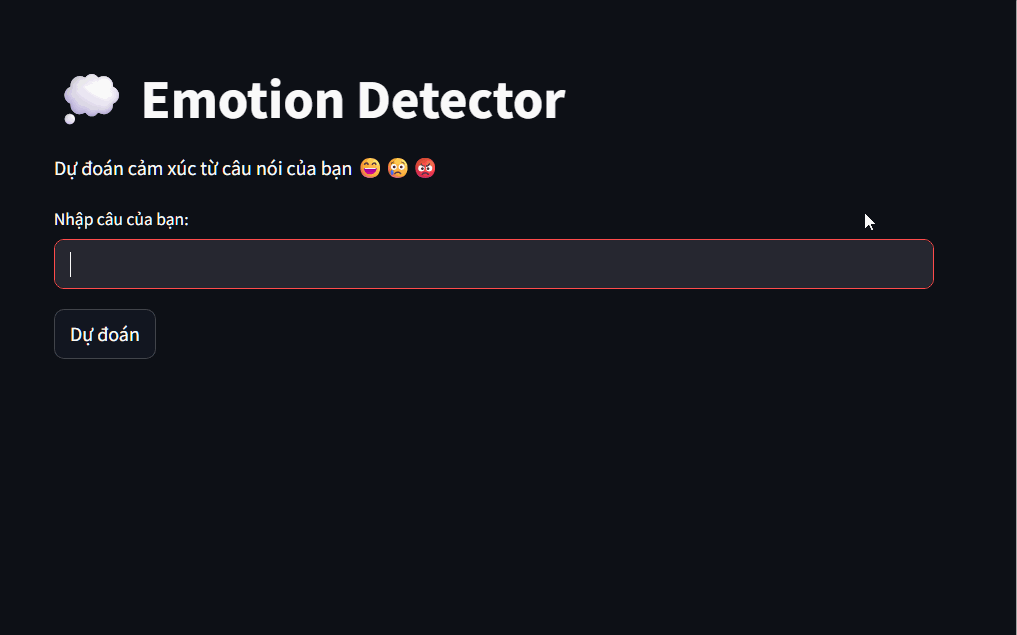 💭 Emotion Detector
Dự đoán cảm xúc từ câu nói của bạn 😄 😢 😡
Nhập câu của bạn:
Dự đoán